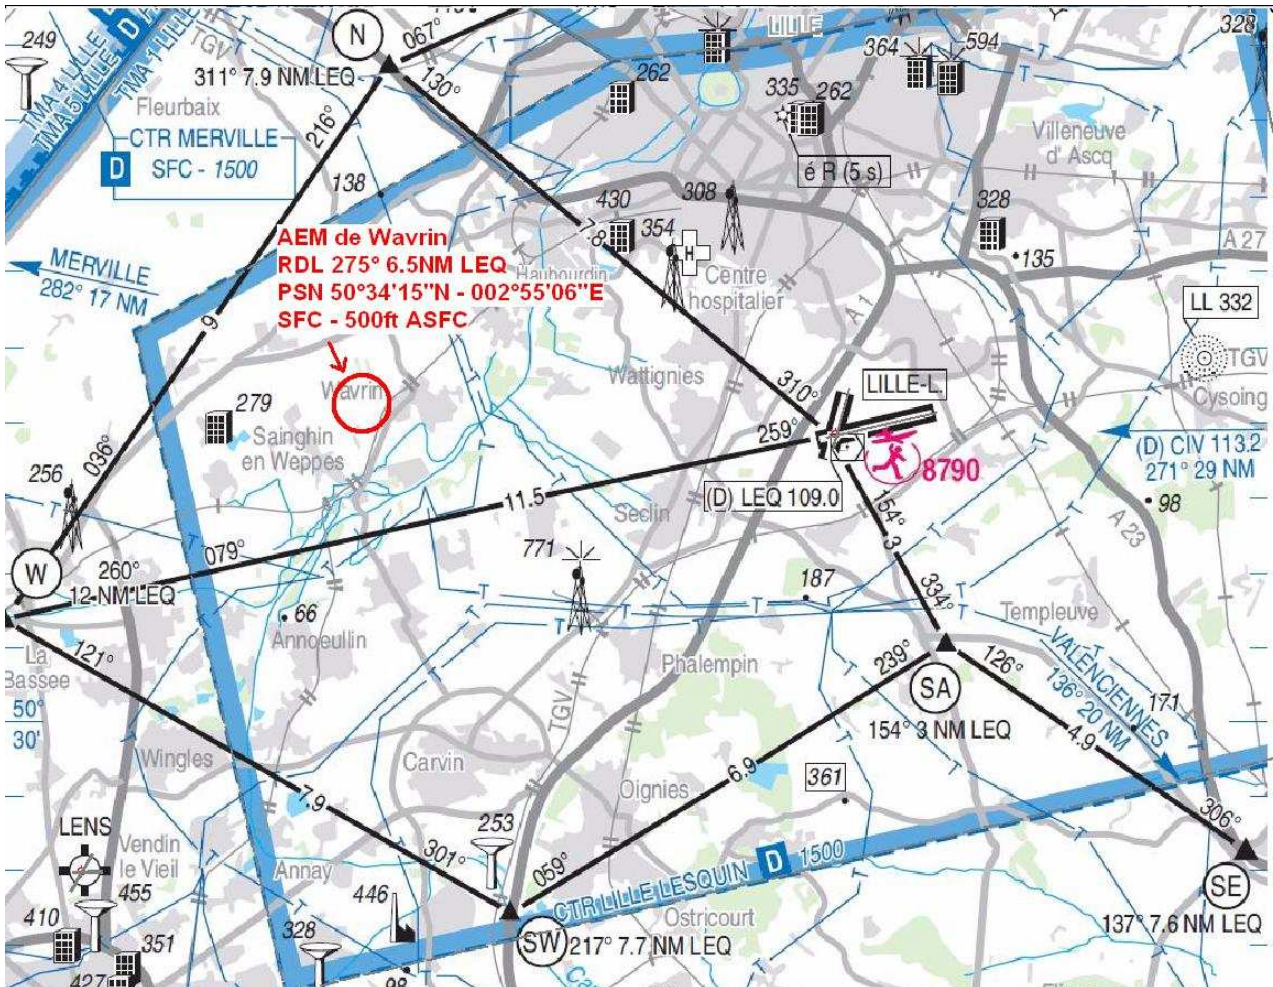 249
TGV
N
067°
LILLE
364
594
328
311° 7.9 NM LEQ
130°
262
335
262
TMA 4 LILLE
TMA5 LILLE
TMA 1 LILLE
D
Fleurbaix
216°
Villeneuve
d' Ascq
CTR MERVILLE
D
SFC - 1500
é R (5 s)
138
430
308
328
354
7.8
H
AEM de Wavrin
RDL 275° 6.5NM LEQ
PSN 50°34'15"N - 002°55'06"E
SFC - 500ft ASFC
Haubourdin
Centre
hospitalier
A 27
135
MERVILLE
282° 17 NM
A 1
LL 332
9
TGV
Wavrin
Wattignies
310°
LILLE-L
Cysoing
279
Sainghin
en Weppes
259°
(D) CIV 113.2
271° 29 NM
036°
8790
256
(D) LEQ 109.0
154°
98
11.5
Seclin
A 23
3
W
079°
771
260°
12 NM LEQ
187
334°
66
Annoeullin
Templeuve
121°
La
Bassee
Phalempin
239°
126°
VALENCIENNES
136° 20 NM
SA
171
50°
30'
TGV
154° 3 NM LEQ
4.9
Wingles
Carvin
6.9
361
Oignies
7.9
306°
LENS
Vendin
le Vieil
253
301°
059°
D
1500
Annay
CTR LILLE LESQUIN
SE
455
446
410
Ostricourt
137° 7.6 NM LEQ
351
328
SW
217° 7.7 NM LEQ
427
98